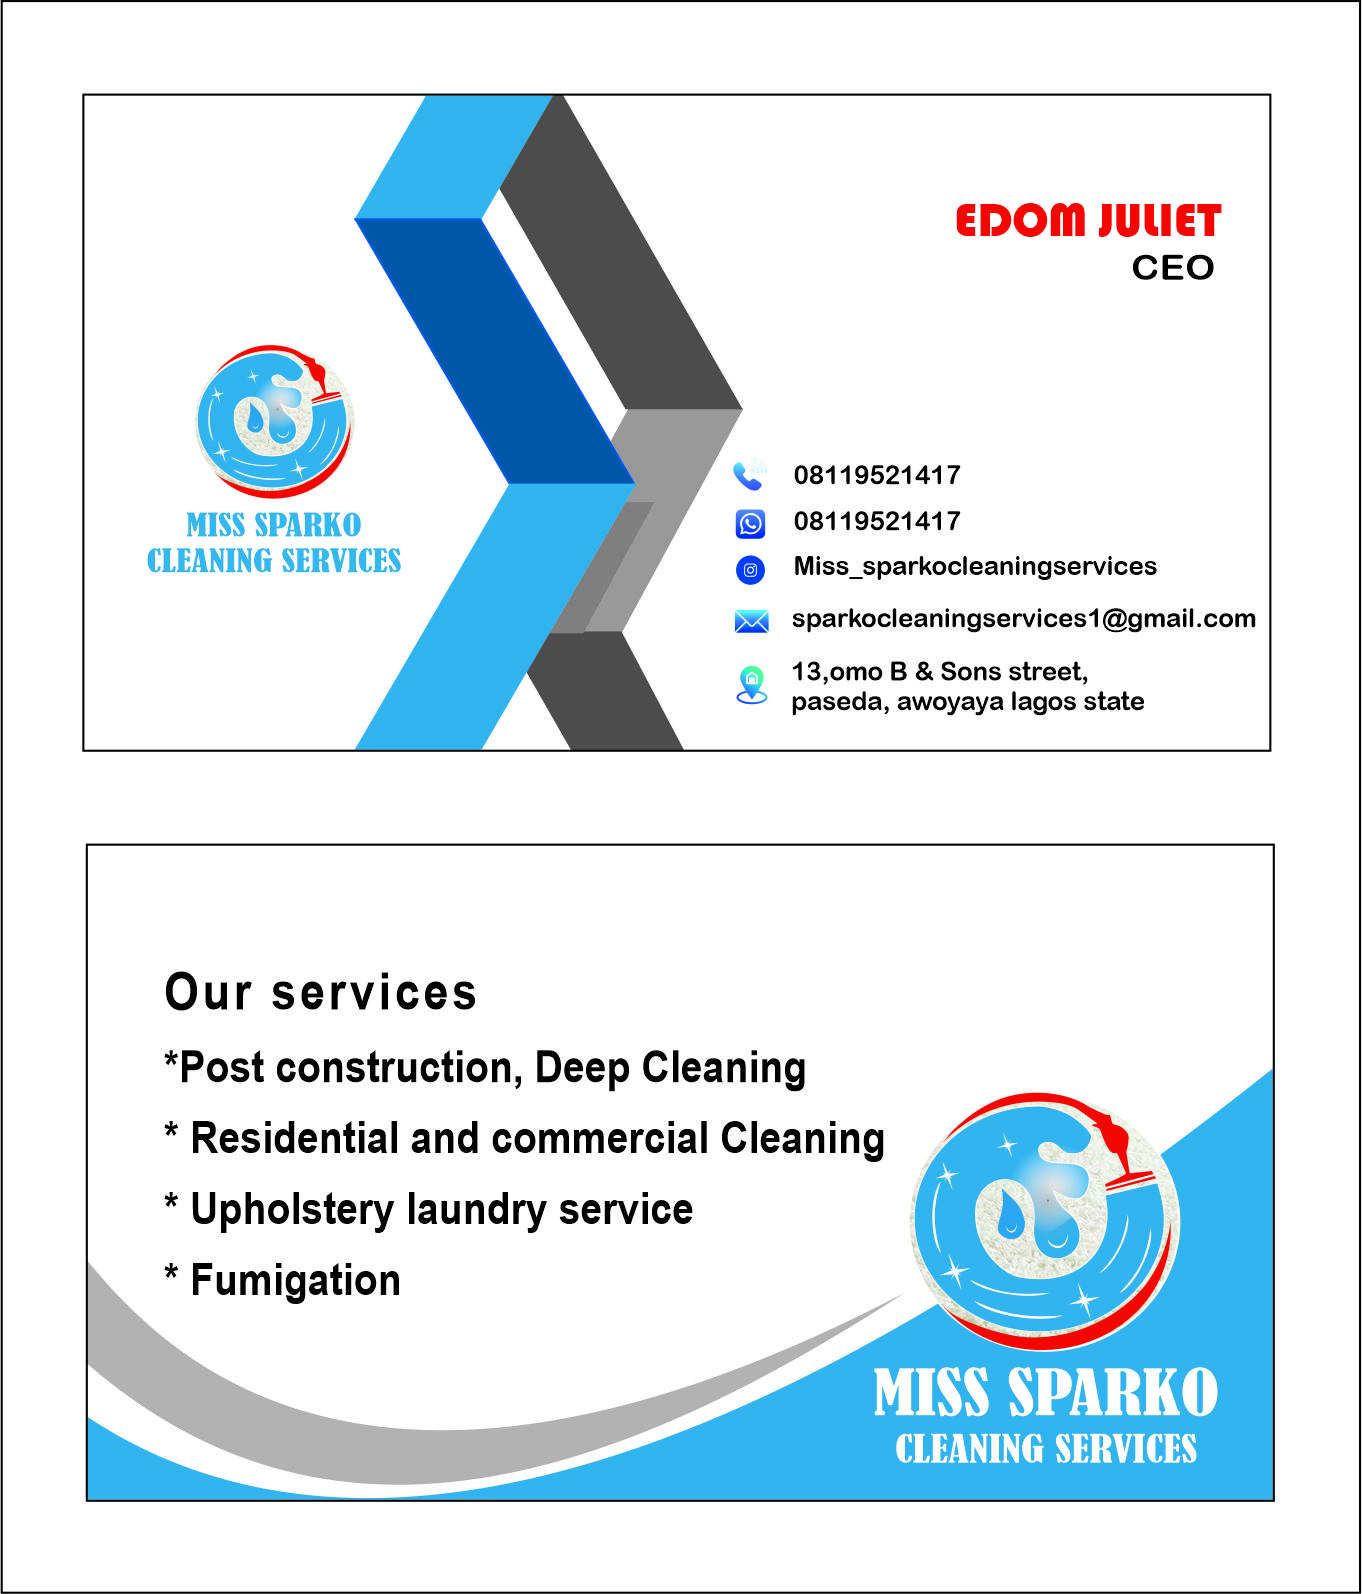 EDOM JULIET
CEO
MISS SPARKO
CLEANING SERVICES
08119521417
08119521417
Miss_sparkocleaningservices
sparkocleaningservices1@gmail.com
13,omo B & Sons street,
paseda, awoyaya lagos state
Our services
*Post construction, Deep Cleaning
* Residential and commercial Cleaning
* Upholstery laundry service
* Fumigation
MISS SPARKO
CLEANING SERVICES